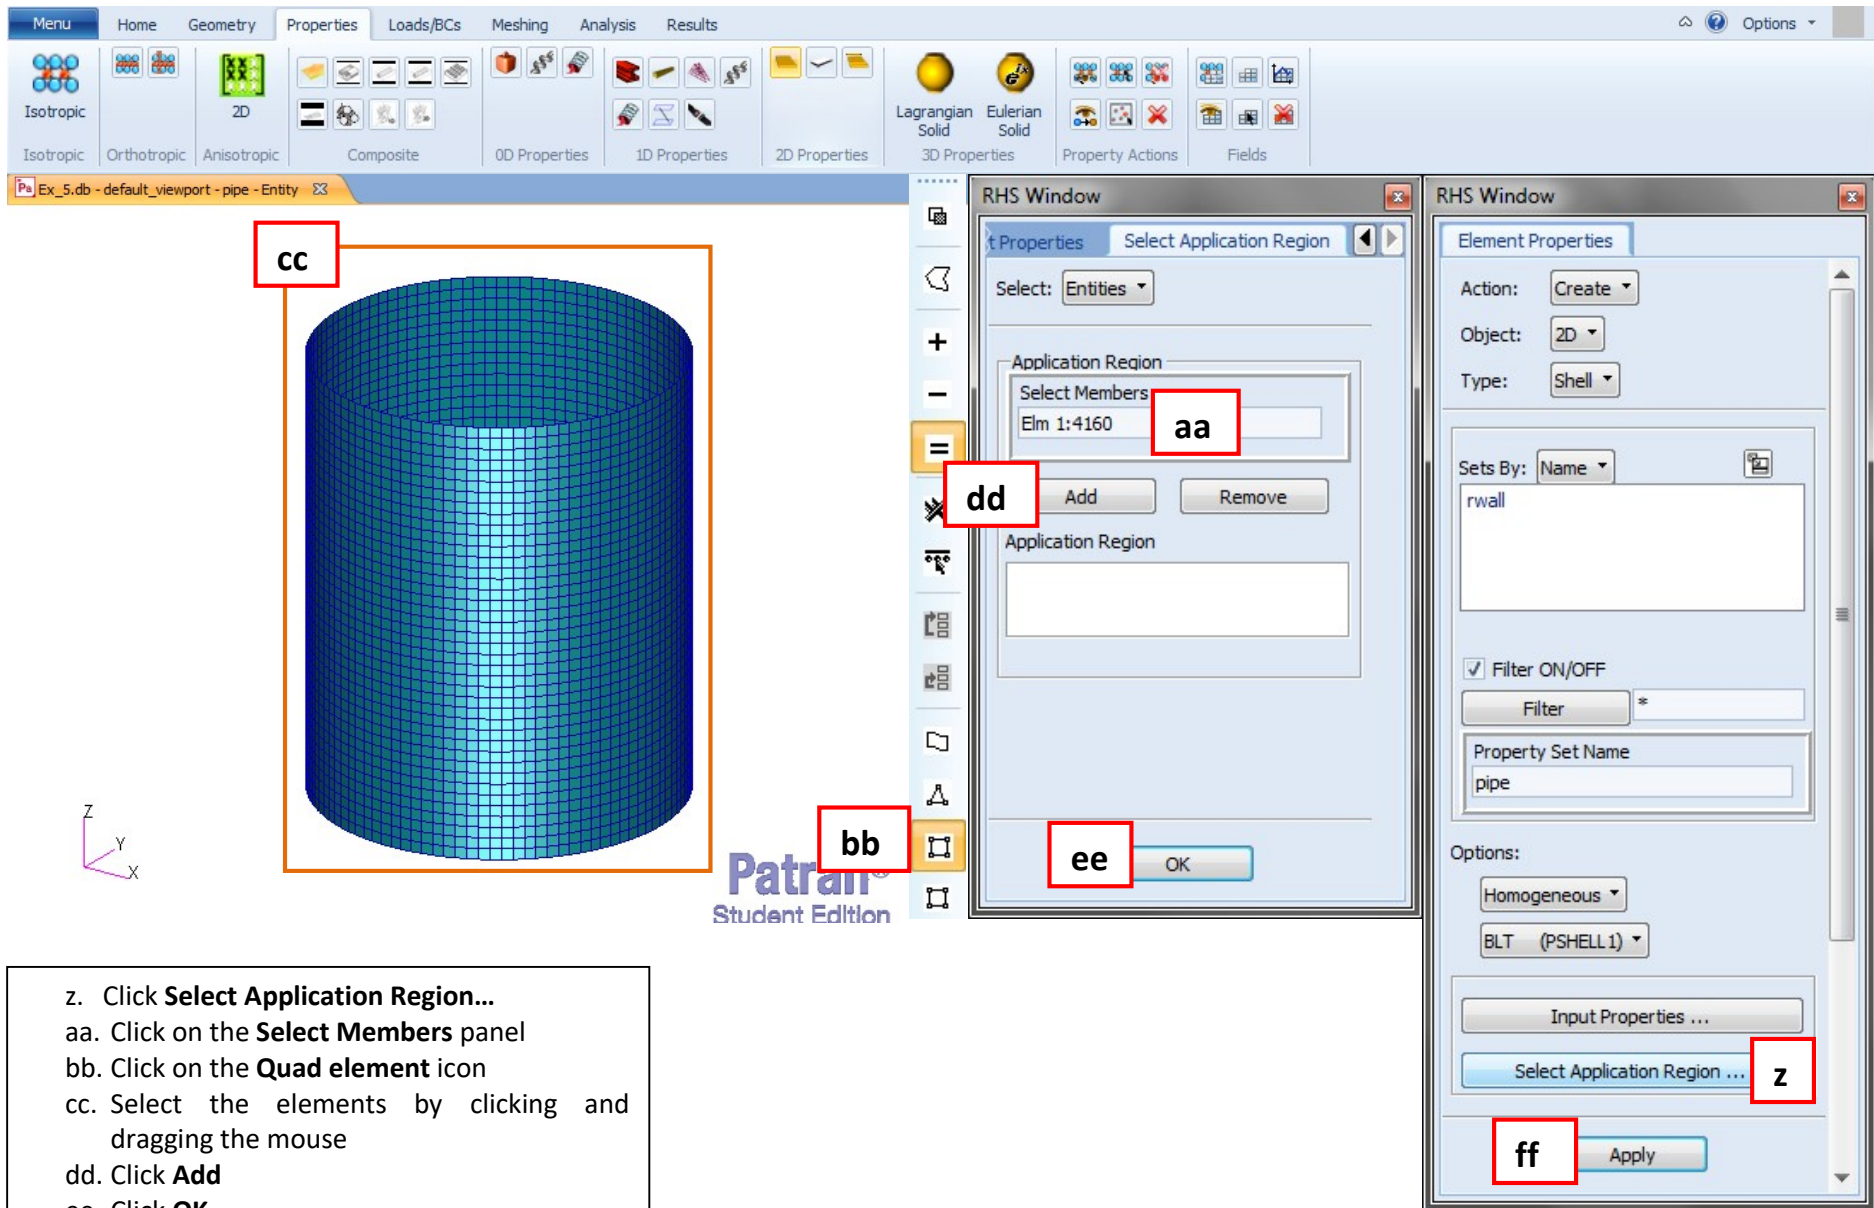 Menu Home Geometry Properties Loads/BCs Meshing Analysis Results Options
Isotropic 2D Lagrangian Solid Eulerian Solid
Isotropic Orthotropic Anisotropic Composite 0D Properties 1D Properties 2D Properties 3D Properties Property Actions Fields
Ex_5.db - default_viewport - pipe - Entity
cc
Z
Y
X
bb
Patran®
Student Edition
RHS Window
t Properties Select Application Region
Select: Entities
Application Region
Select Members
Elm 1:4160
aa
dd
Add Remove
Application Region
ee
OK
RHS Window
Element Properties
Action: Create
Object: 2D
Type: Shell
Sets By: Name
rwall
Filter ON/OFF
Filter *
Property Set Name
pipe
Options:
Homogeneous
BLT (PSHELL1)
Input Properties ...
Select Application Region ...
z
ff
Apply
z. Click Select Application Region...
aa. Click on the Select Members panel
bb. Click on the Quad element icon
cc. Select the elements by clicking and
dragging the mouse
dd. Click Add
ee. Click OK